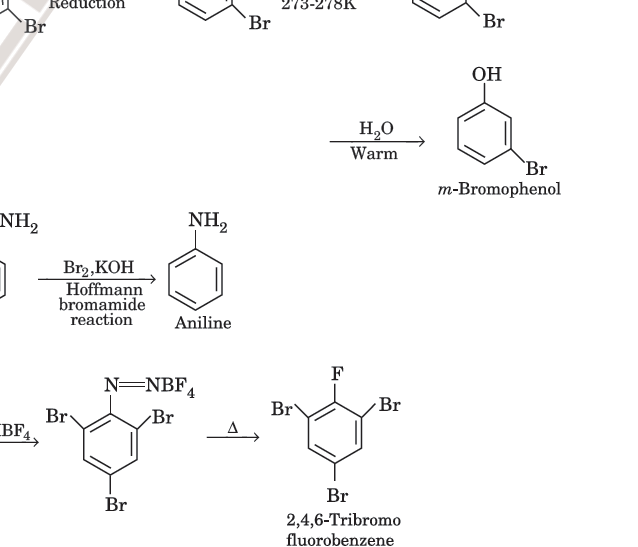 Reduction
273-278K
Br
Br
Br
OH
H₂O
Warm
Br
m-Bromophenol
NH₂
NH₂
Br₂,KOH
Hoffmann
bromamide
reaction
Aniline
N=NBF₄
F
Br
Br
Br
Br
BF₄
Δ
Br
Br
2,4,6-Tribromo
fluorobenzene